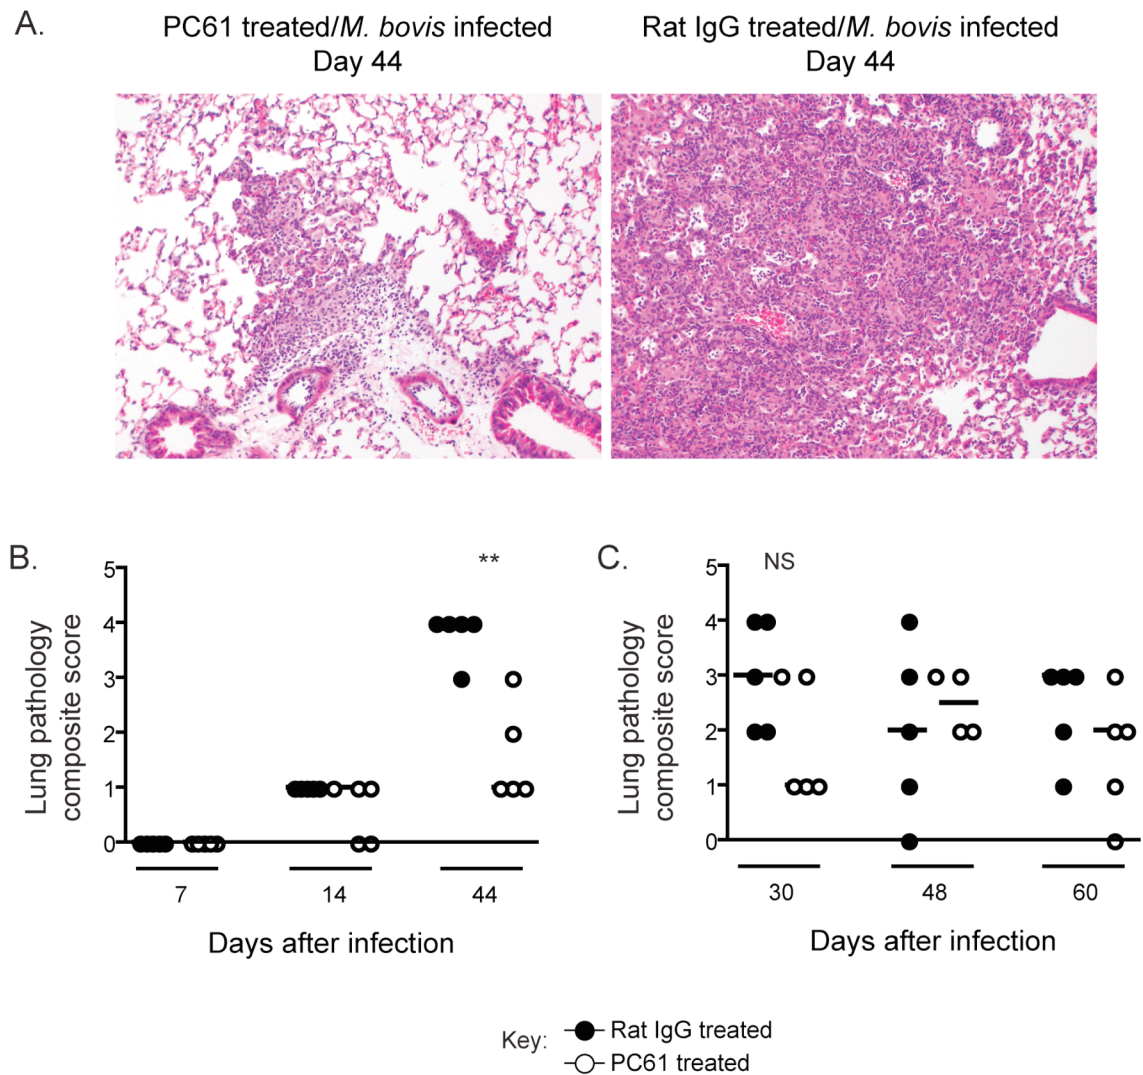 A.
PC61 treated/M. bovis infected
Day 44
Rat IgG treated/M. bovis infected
Day 44
B.
**
Lung pathology
composite score
5
4
3
2
1
0
7
14
44
Days after infection
C.
NS
Lung pathology
composite score
5
4
3
2
1
0
30
48
60
Days after infection
Key:
Rat IgG treated
PC61 treated